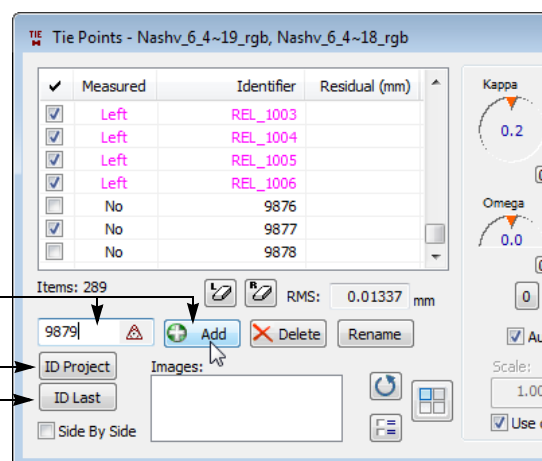 TIE Tie Points - Nashv_6_4~19_rgb, Nashv_6_4~18_rgb
Measured Identifier Residual (mm)
Left REL_1003
Left REL_1004
Left REL_1005
Left REL_1006
No 9876
No 9877
No 9878
Items: 289 L R RMS: 0.01337 mm
9879 Add Delete Rename
ID Project Images:
ID Last
Side By Side
Kappa
0.2
Omega
0.0
0
Au
Scale:
1.00
Use